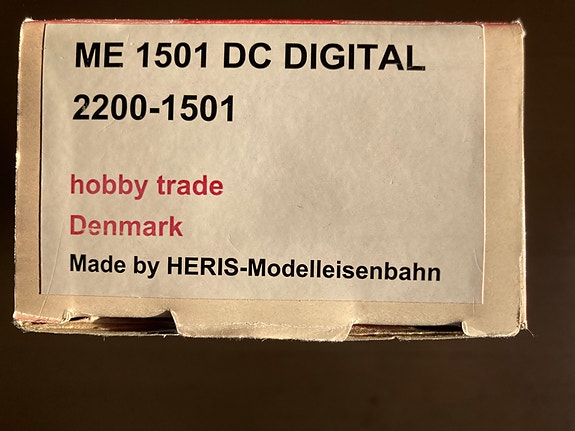 ME 1501 DC DIGITAL
2200-1501
hobby trade
Denmark
Made by HERIS-Modelleisenbahn